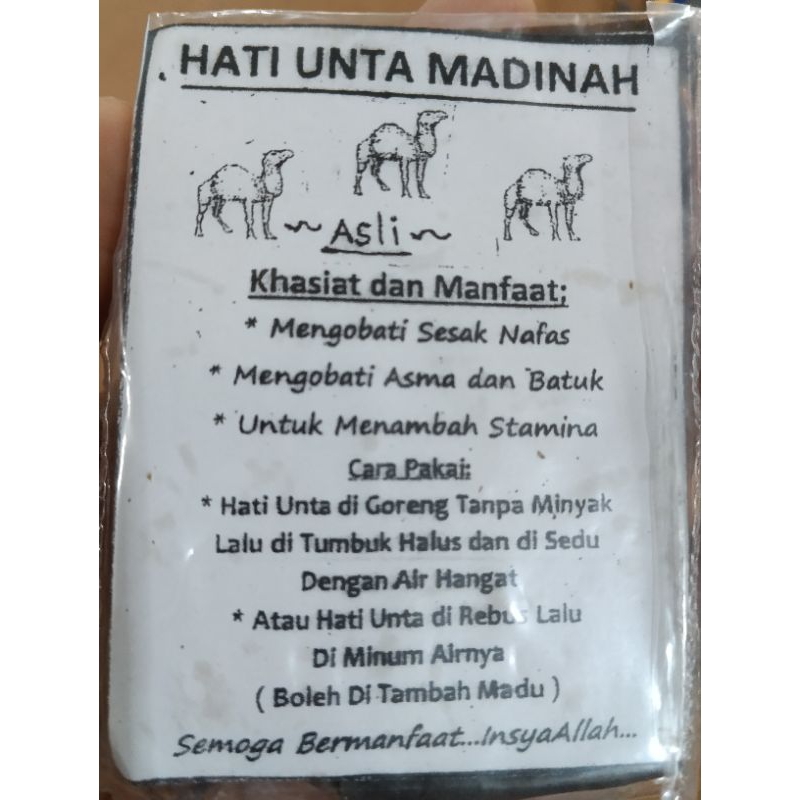 HATI UNTA MADINAH
~ Asli ~
Khasiat dan Manfaat;
* Mengobati Sesak Nafas
* Mengobati Asma dan Batuk
* Untuk Menambah Stamina
Cara Pakai:
* Hati Unta di Goreng Tanpa Minyak
Lalu di Tumbuk Halus dan di Sedu
Dengan Air Hangat
* Atau Hati Unta di Rebus Lalu
Di Minum Airnya
( Boleh Di Tambah Madu )
Semoga Bermanfaat...InsyaAllah...